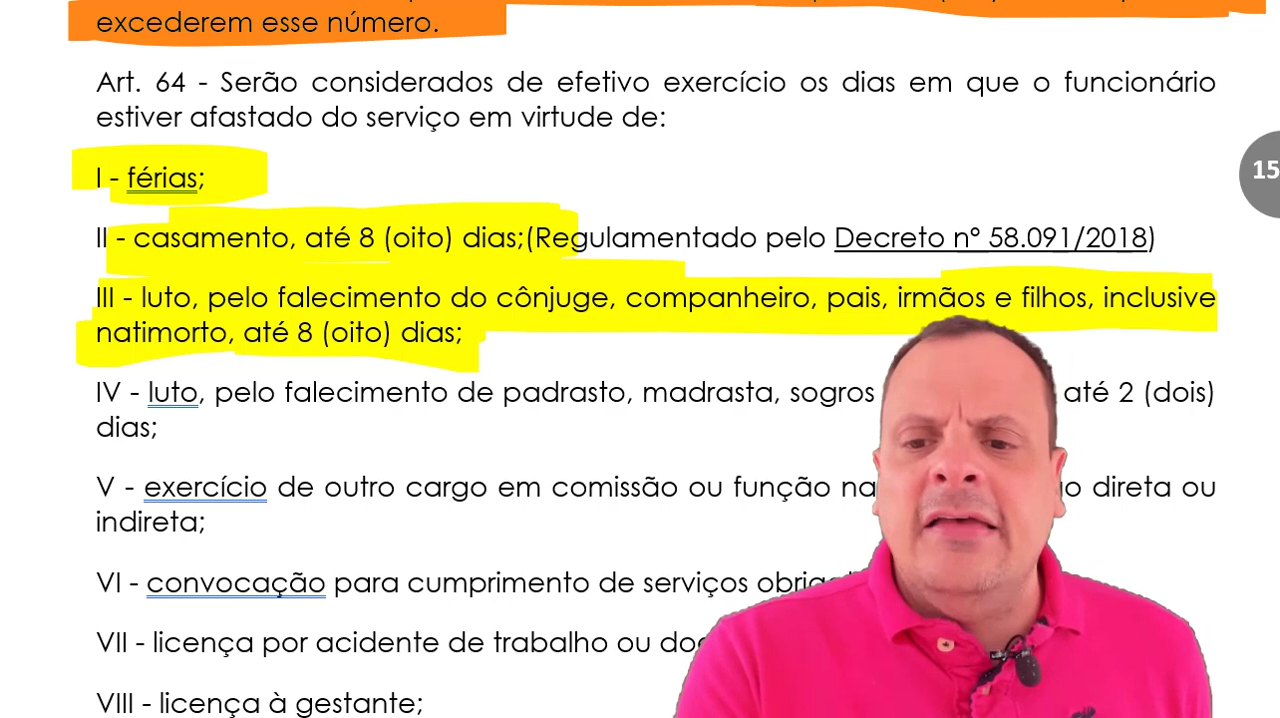 excederem esse número.
Art. 64 - Serão considerados de efetivo exercício os dias em que o funcionário
estiver afastado do serviço em virtude de:
I - férias;
II - casamento, até 8 (oito) dias;(Regulamentado pelo Decreto nº 58.091/2018)
III - luto, pelo falecimento do cônjuge, companheiro, pais, irmãos e filhos, inclusive
natimorto, até 8 (oito) dias;
IV - luto, pelo falecimento de padrasto, madrasta, sogros até 2 (dois)
dias;
V - exercício de outro cargo em comissão ou função na direta ou
indireta;
VI - convocação para cumprimento de serviços
VII - licença por acidente de trabalho ou
VIII - licença à gestante;
15